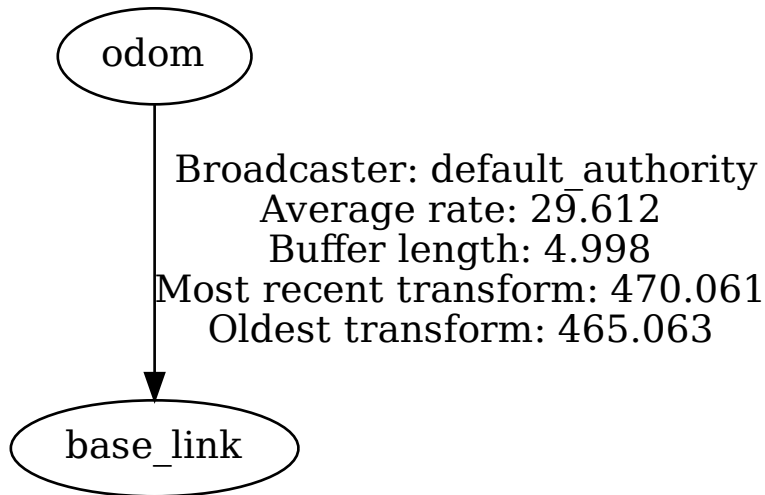 odom
Broadcaster: default_authority
Average rate: 29.612
Buffer length: 4.998
Most recent transform: 470.061
Oldest transform: 465.063
base_link